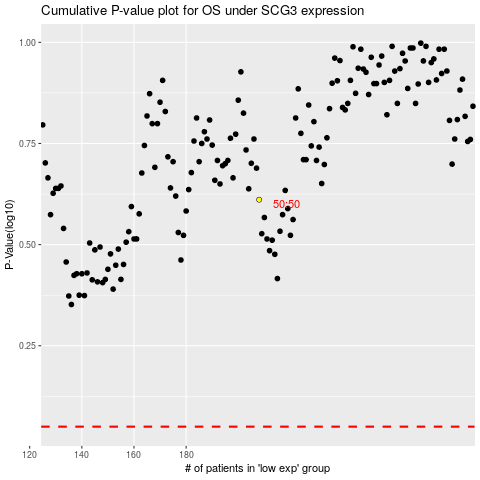 Cumulative P-value plot for OS under SCG3 expression
P-Value(log10)
1.00
0.75
0.50
0.25
50:50
120 140 160 180
# of patients in 'low exp' group